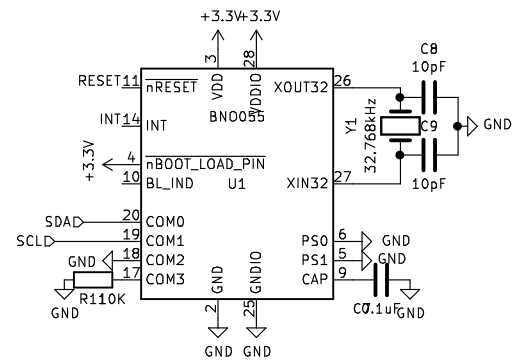 +3.3V +3.3V
3 28
VDD VDDIO
RESET 11 nRESET
XOUT32 26
C8
10pF
BNO055
INT 14 INT
Y1
32.768kHz
C9
GND
+3.3V
4 nBOOT_LOAD_PIN
10 BL_IND
U1
XIN32 27
10pF
SDA 20 COM0
SCL 19 COM1
PS0 6 GND
GND 18 COM2
PS1 5 GND
17 COM3
CAP 9
R1 10K
GND
GND GNDIO
0.1uF
GND
2 25
GND GND